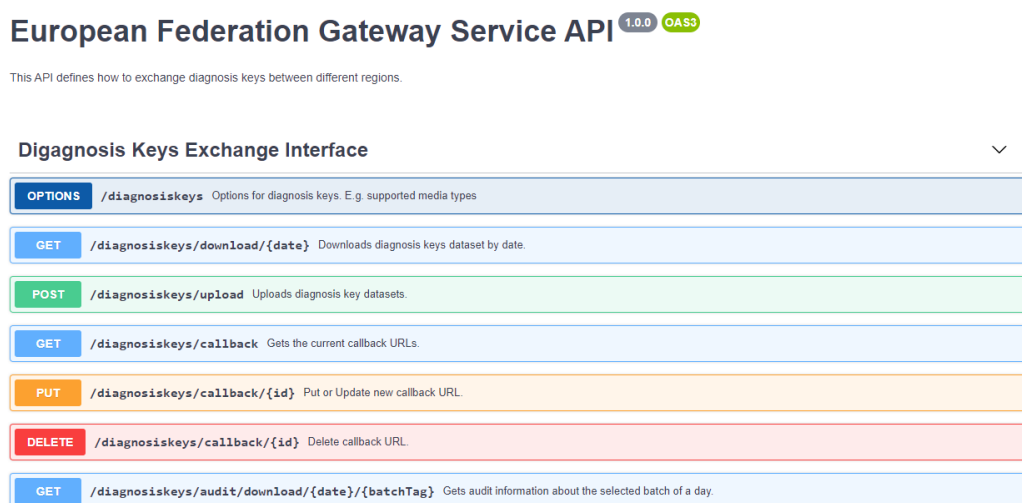 European Federation Gateway Service API 1.0.0 OAS3
This API defines how to exchange diagnosis keys between different regions.
Digagnosis Keys Exchange Interface
OPTIONS /diagnosiskeys Options for diagnosis keys. E.g. supported media types
GET /diagnosiskeys/download/{date} Downloads diagnosis keys dataset by date.
POST /diagnosiskeys/upload Uploads diagnosis key datasets.
GET /diagnosiskeys/callback Gets the current callback URLs.
PUT /diagnosiskeys/callback/{id} Put or Update new callback URL.
DELETE /diagnosiskeys/callback/{id} Delete callback URL.
GET /diagnosiskeys/audit/download/{date}/{batchTag} Gets audit information about the selected batch of a day.